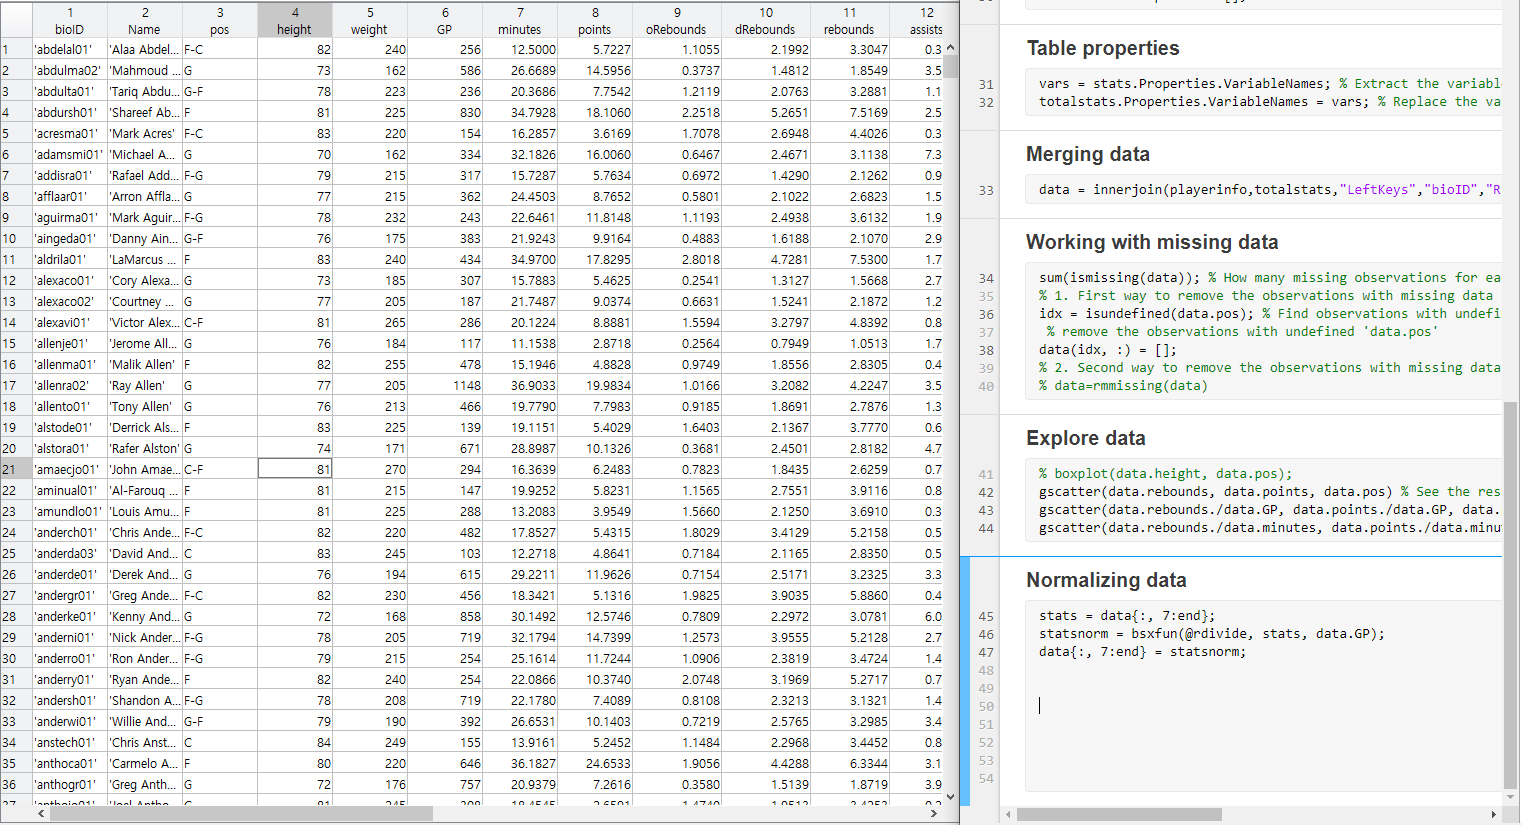 1 2 3 4 5 6 7 8 9 10 11 12
bioID Name pos height weight GP minutes points oRebounds dRebounds rebounds assists
1 'abdelal01' 'Alaa Abdel... F-C 82 240 256 12.5000 5.7227 1.1055 2.1992 3.3047 0.3
2 'abdulma02' 'Mahmoud ... G 73 162 586 26.6689 14.5956 0.3737 1.4812 1.8549 3.5
3 'abdulta01' 'Tariq Abdu... G-F 78 223 236 20.3686 7.7542 1.2119 2.0763 3.2881 1.1
4 'abdursh01' 'Shareef Ab... F 81 225 830 34.7928 18.1060 2.2518 5.2651 7.5169 2.5
5 'acresma01' 'Mark Acres' F-C 83 220 154 16.2857 3.6169 1.7078 2.6948 4.4026 0.3
6 'adamsmi01' 'Michael A... G 70 162 334 32.1826 16.0060 0.6467 2.4671 3.1138 7.3
7 'addisra01' 'Rafael Add... F-G 79 215 317 15.7287 5.7634 0.6972 1.4290 2.1262 0.9
8 'afflaar01' 'Arron Affla... G 77 215 362 24.4503 8.7652 0.5801 2.1022 2.6823 1.5
9 'aguirma01' 'Mark Aguir... F-G 78 232 243 22.6461 11.8148 1.1193 2.4938 3.6132 1.9
10 'aingeda01' 'Danny Ain... G-F 76 175 383 21.9243 9.9164 0.4883 1.6188 2.1070 2.9
11 'aldrila01' 'LaMarcus ... F 83 240 434 34.9700 17.8295 2.8018 4.7281 7.5300 1.7
12 'alexaco01' 'Cory Alexa... G 73 185 307 15.7883 5.4625 0.2541 1.3127 1.5668 2.7
13 'alexaco02' 'Courtney ... G 77 205 187 21.7487 9.0374 0.6631 1.5241 2.1872 1.2
14 'alexavi01' 'Victor Alex... C-F 81 265 286 20.1224 8.8881 1.5594 3.2797 4.8392 0.8
15 'allenje01' 'Jerome All... G 76 184 117 11.1538 2.8718 0.2564 0.7949 1.0513 1.7
16 'allenma01' 'Malik Allen' F 82 255 478 15.1946 4.8828 0.9749 1.8556 2.8305 0.4
17 'allenra02' 'Ray Allen' G 77 205 1148 36.9033 19.9834 1.0166 3.2082 4.2247 3.5
18 'allento01' 'Tony Allen' G 76 213 466 19.7790 7.7983 0.9185 1.8691 2.7876 1.3
19 'alstode01' 'Derrick Als... F 83 225 139 19.1151 5.4029 1.6403 2.1367 3.7770 0.6
20 'alstora01' 'Rafer Alston' G 74 171 671 28.8987 10.1326 0.3681 2.4501 2.8182 4.7
21 'amaecjo01' 'John Amae... C-F 81 270 294 16.3639 6.2483 0.7823 1.8435 2.6259 0.7
22 'aminual01' 'Al-Farouq ... F 81 215 147 19.9252 5.8231 1.1565 2.7551 3.9116 0.8
23 'amundlo01' 'Louis Amu... F 81 225 288 13.2083 3.9549 1.5660 2.1250 3.6910 0.3
24 'anderch01' 'Chris Ande... F-C 82 220 482 17.8527 5.4315 1.8029 3.4129 5.2158 0.5
25 'anderda03' 'David And... C 83 245 103 12.2718 4.8641 0.7184 2.1165 2.8350 0.5
26 'anderde01' 'Derek And... G 76 194 615 29.2211 11.9626 0.7154 2.5171 3.2325 3.3
27 'andergr01' 'Greg Ande... F-C 82 230 456 18.3421 5.1316 1.9825 3.9035 5.8860 0.4
28 'anderke01' 'Kenny And... G 72 168 858 30.1492 12.5746 0.7809 2.2972 3.0781 6.0
29 'anderni01' 'Nick Ander... F-G 78 205 719 32.1794 14.7399 1.2573 3.9555 5.2128 2.7
30 'anderro01' 'Ron Ander... F-G 79 215 254 25.1614 11.7244 1.0906 2.3819 3.4724 1.4
31 'anderry01' 'Ryan Ande... F 82 240 254 22.0866 10.3740 2.0748 3.1969 5.2717 0.7
32 'andersh01' 'Shandon A... F-G 78 208 719 22.1780 7.4089 0.8108 2.3213 3.1321 1.4
33 'anderwi01' 'Willie And... G-F 79 190 392 26.6531 10.1403 0.7219 2.5765 3.2985 3.4
34 'anstech01' 'Chris Anst... C 84 249 155 13.9161 5.2452 1.1484 2.2968 3.4452 0.8
35 'anthoca01' 'Carmelo A... F 80 220 646 36.1827 24.6533 1.9056 4.4288 6.3344 3.1
36 'anthogr01' 'Greg Anth... G 72 176 757 20.9379 7.2616 0.3580 1.5139 1.8719 3.9
Table properties
31 vars = stats.Properties.VariableNames; % Extract the variabl
32 totalstats.Properties.VariableNames = vars; % Replace the va
Merging data
33 data = innerjoin(playerinfo,totalstats,"LeftKeys","bioID","R
Working with missing data
34 sum(ismissing(data)); % How many missing observations for ea
35 % 1. First way to remove the observations with missing data
36 idx = isundefined(data.pos); % Find observations with undefi
37 % remove the observations with undefined 'data.pos'
38 data(idx, :) = [];
39 % 2. Second way to remove the observations with missing data
40 % data=rmmissing(data)
Explore data
41 % boxplot(data.height, data.pos);
42 gscatter(data.rebounds, data.points, data.pos) % See the res
43 gscatter(data.rebounds./data.GP, data.points./data.GP, data.
44 gscatter(data.rebounds./data.minutes, data.points./data.minu
Normalizing data
45 stats = data{:, 7:end};
46 statsnorm = bsxfun(@rdivide, stats, data.GP);
47 data{:, 7:end} = statsnorm;
48
49
50
51
52
53
54